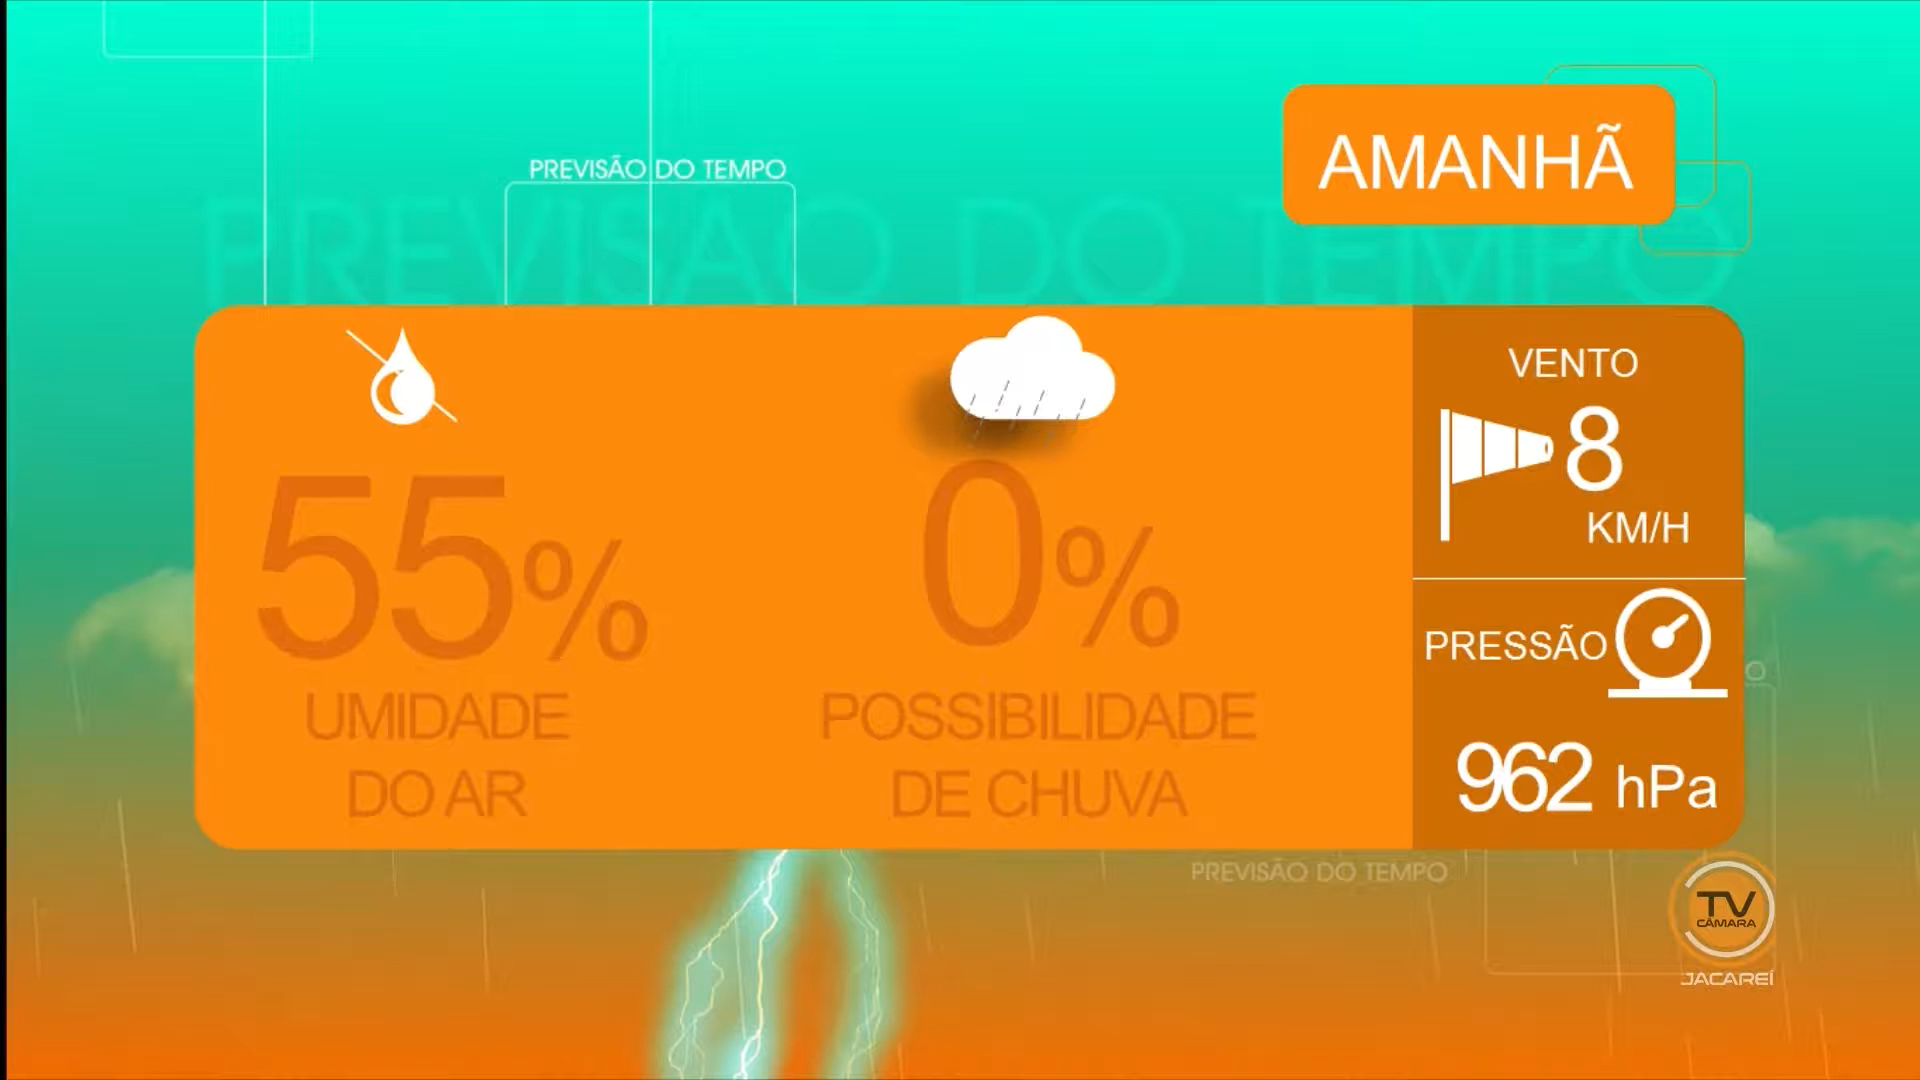 AMANHÃ
PREVISÃO DO TEMPO
PREVISÃO DO TEMPO
55%
UMIDADE
DO AR
0%
POSSIBILIDADE
DE CHUVA
VENTO
8
KM/H
PRESSÃO
962 hPa
PREVISÃO DO TEMPO
TV
CÂMARA
JACAREÍ